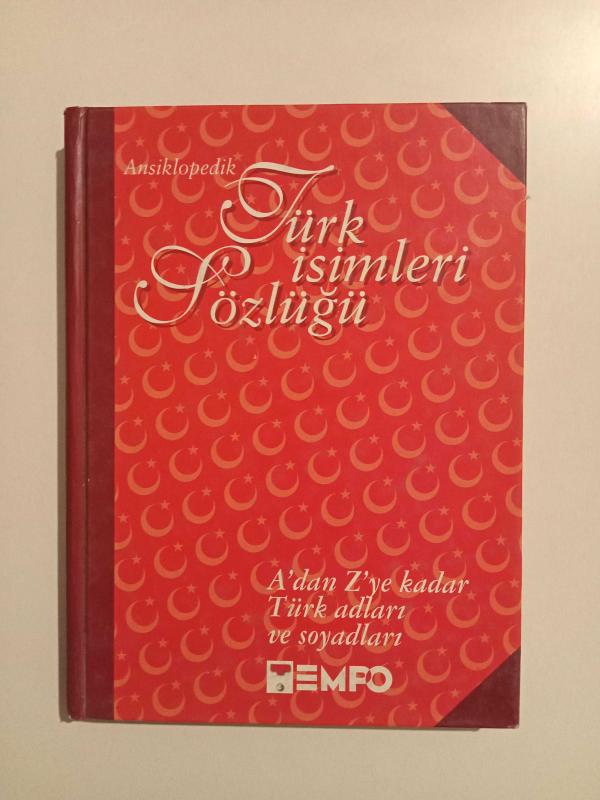 Ansiklopedik
Türk
isimleri
Sözlüğü
A'dan Z'ye kadar
Türk adları
ve soyadları
TEMPO